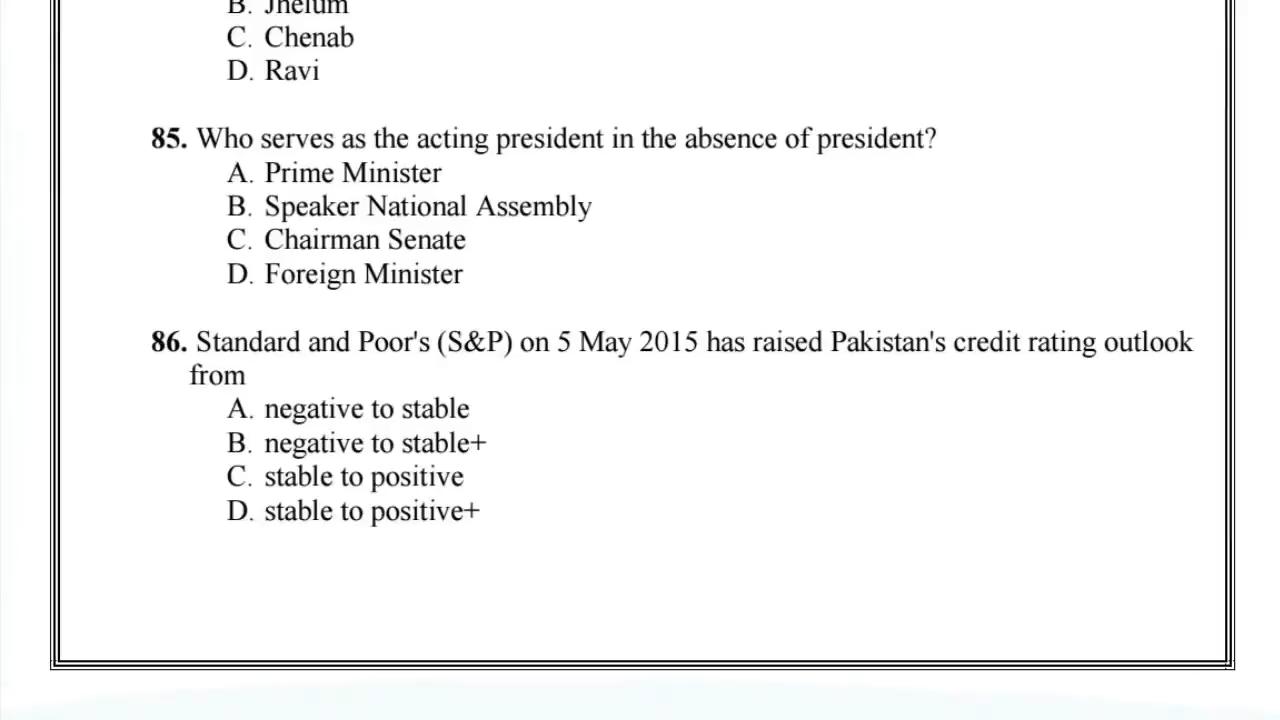 B. Jhelum
C. Chenab
D. Ravi
85. Who serves as the acting president in the absence of president?
A. Prime Minister
B. Speaker National Assembly
C. Chairman Senate
D. Foreign Minister
86. Standard and Poor's (S&P) on 5 May 2015 has raised Pakistan's credit rating outlook
from
A. negative to stable
B. negative to stable+
C. stable to positive
D. stable to positive+